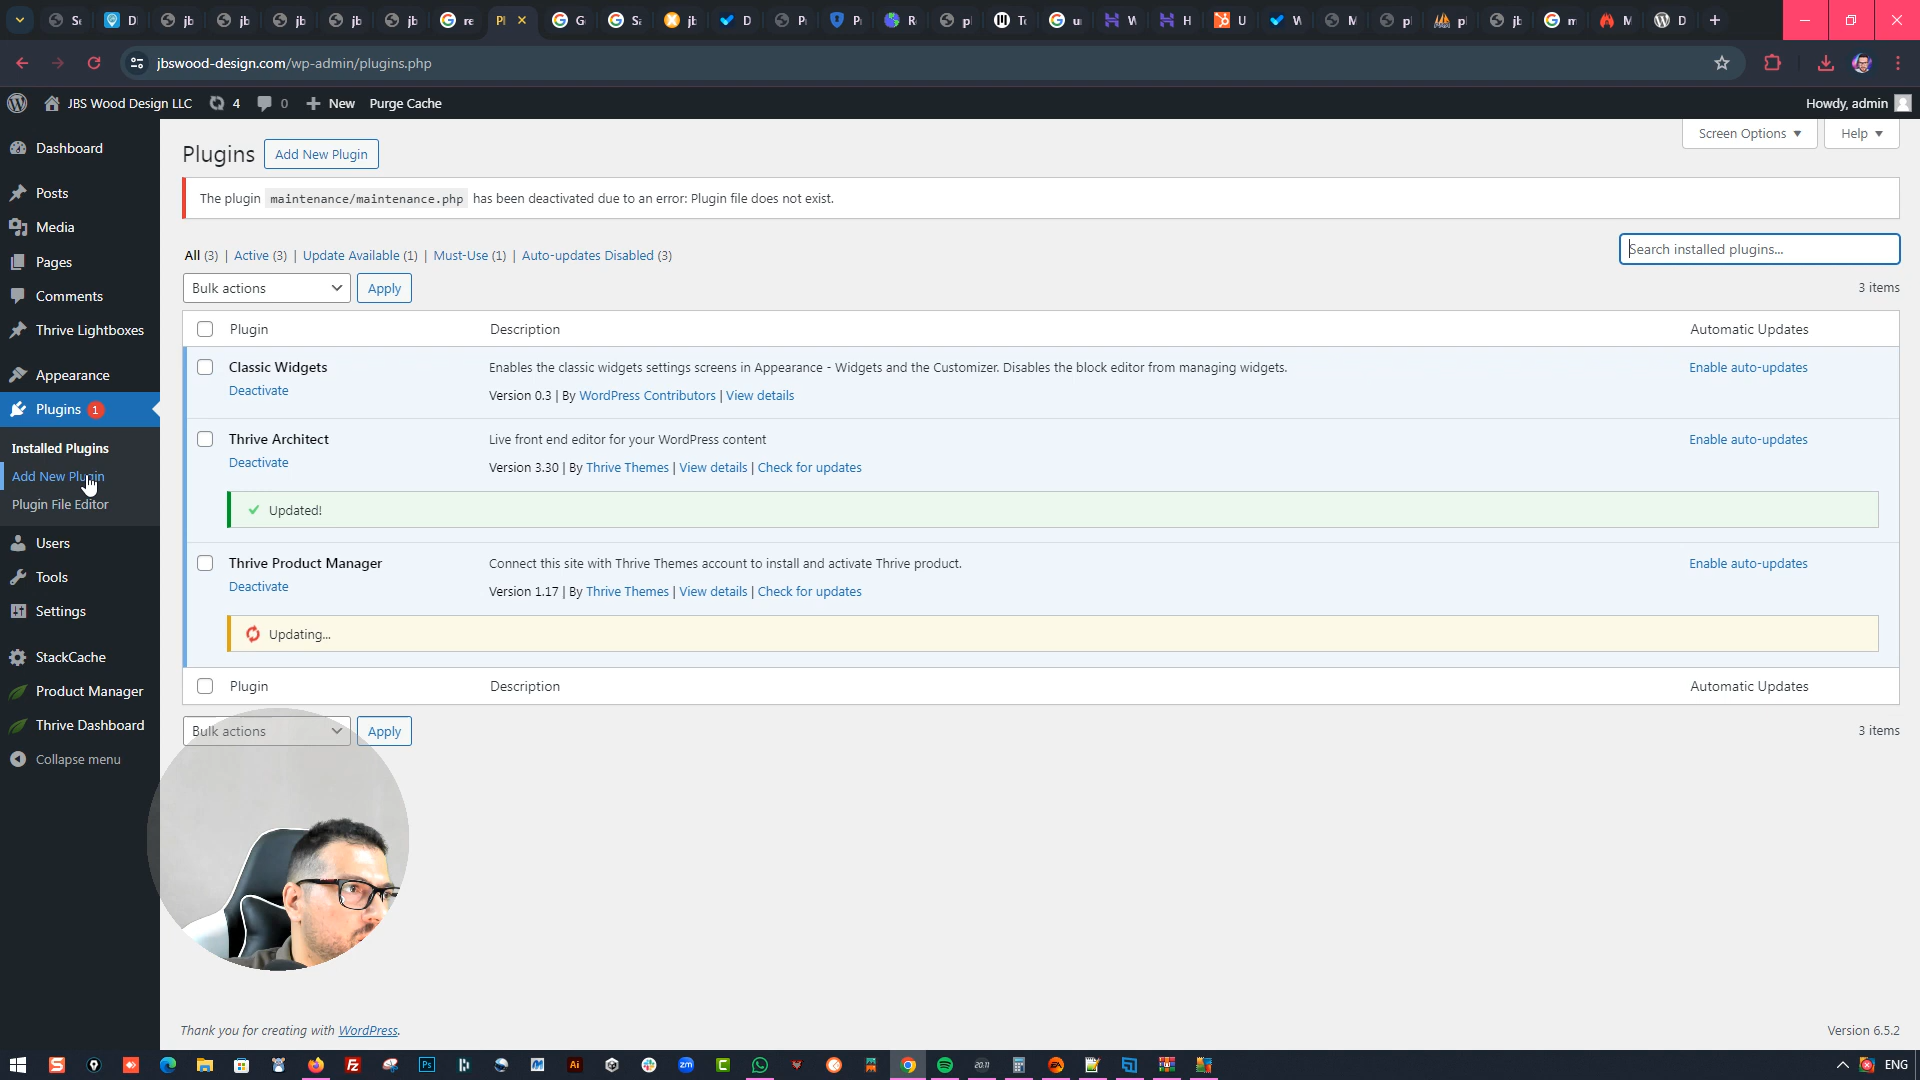 jbswood-design.com/wp-admin/plugins.php
JBS Wood Design LLC 4 0 New Purge Cache Howdy, admin
Screen Options Help
Dashboard
Posts
Media
Pages
Comments
Thrive Lightboxes
Appearance
Plugins 1
Installed Plugins
Add New Plugin
Plugin File Editor
Users
Tools
Settings
StackCache
Product Manager
Thrive Dashboard
Collapse menu
Plugins Add New Plugin
The plugin maintenance/maintenance.php has been deactivated due to an error: Plugin file does not exist.
All (3) | Active (3) | Update Available (1) | Must-Use (1) | Auto-updates Disabled (3)
Search installed plugins...
Bulk actions Apply
3 items
Plugin Description Automatic Updates
Classic Widgets Enables the classic widgets settings screens in Appearance - Widgets and the Customizer. Disables the block editor from managing widgets. Enable auto-updates
Deactivate Version 0.3 | By WordPress Contributors | View details
Thrive Architect Live front end editor for your WordPress content Enable auto-updates
Deactivate Version 3.30 | By Thrive Themes | View details | Check for updates
Updated!
Thrive Product Manager Connect this site with Thrive Themes account to install and activate Thrive product. Enable auto-updates
Deactivate Version 1.17 | By Thrive Themes | View details | Check for updates
Updating...
Plugin Description Automatic Updates
Bulk actions Apply
3 items
Thank you for creating with WordPress.
Version 6.5.2
ENG